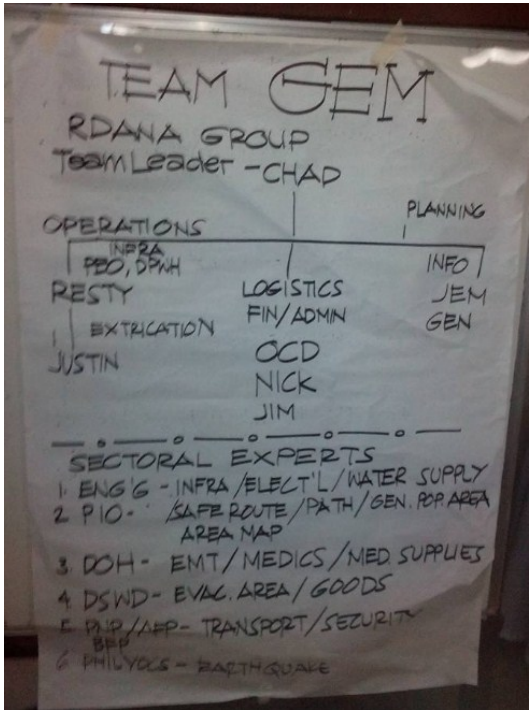 TEAM GEM
RDANA GROUP
Team Leader - CHAD
PLANNING
OPERATIONS
INFRA
PEO, DPWH
INFO
RESTY
LOGISTICS
JEM
EXTRICATION
FIN/ADMIN
GEN
JUSTIN
OCD
NICK
JIM
SECTORAL EXPERTS
1. ENG'G - INFRA / ELECT'L / WATER SUPPLY
2. PIO - / SAFE ROUTE / PATH / GEN. POP. AREA
AREA MAP
3. DOH - EMT / MEDICS / MED. SUPPLIES
4. DSWD - EVAC. AREA / GOODS
5. PNP/AFP - TRANSPORT / SECURITY
BFP
6. PHILVOCS - EARTHQUAKE